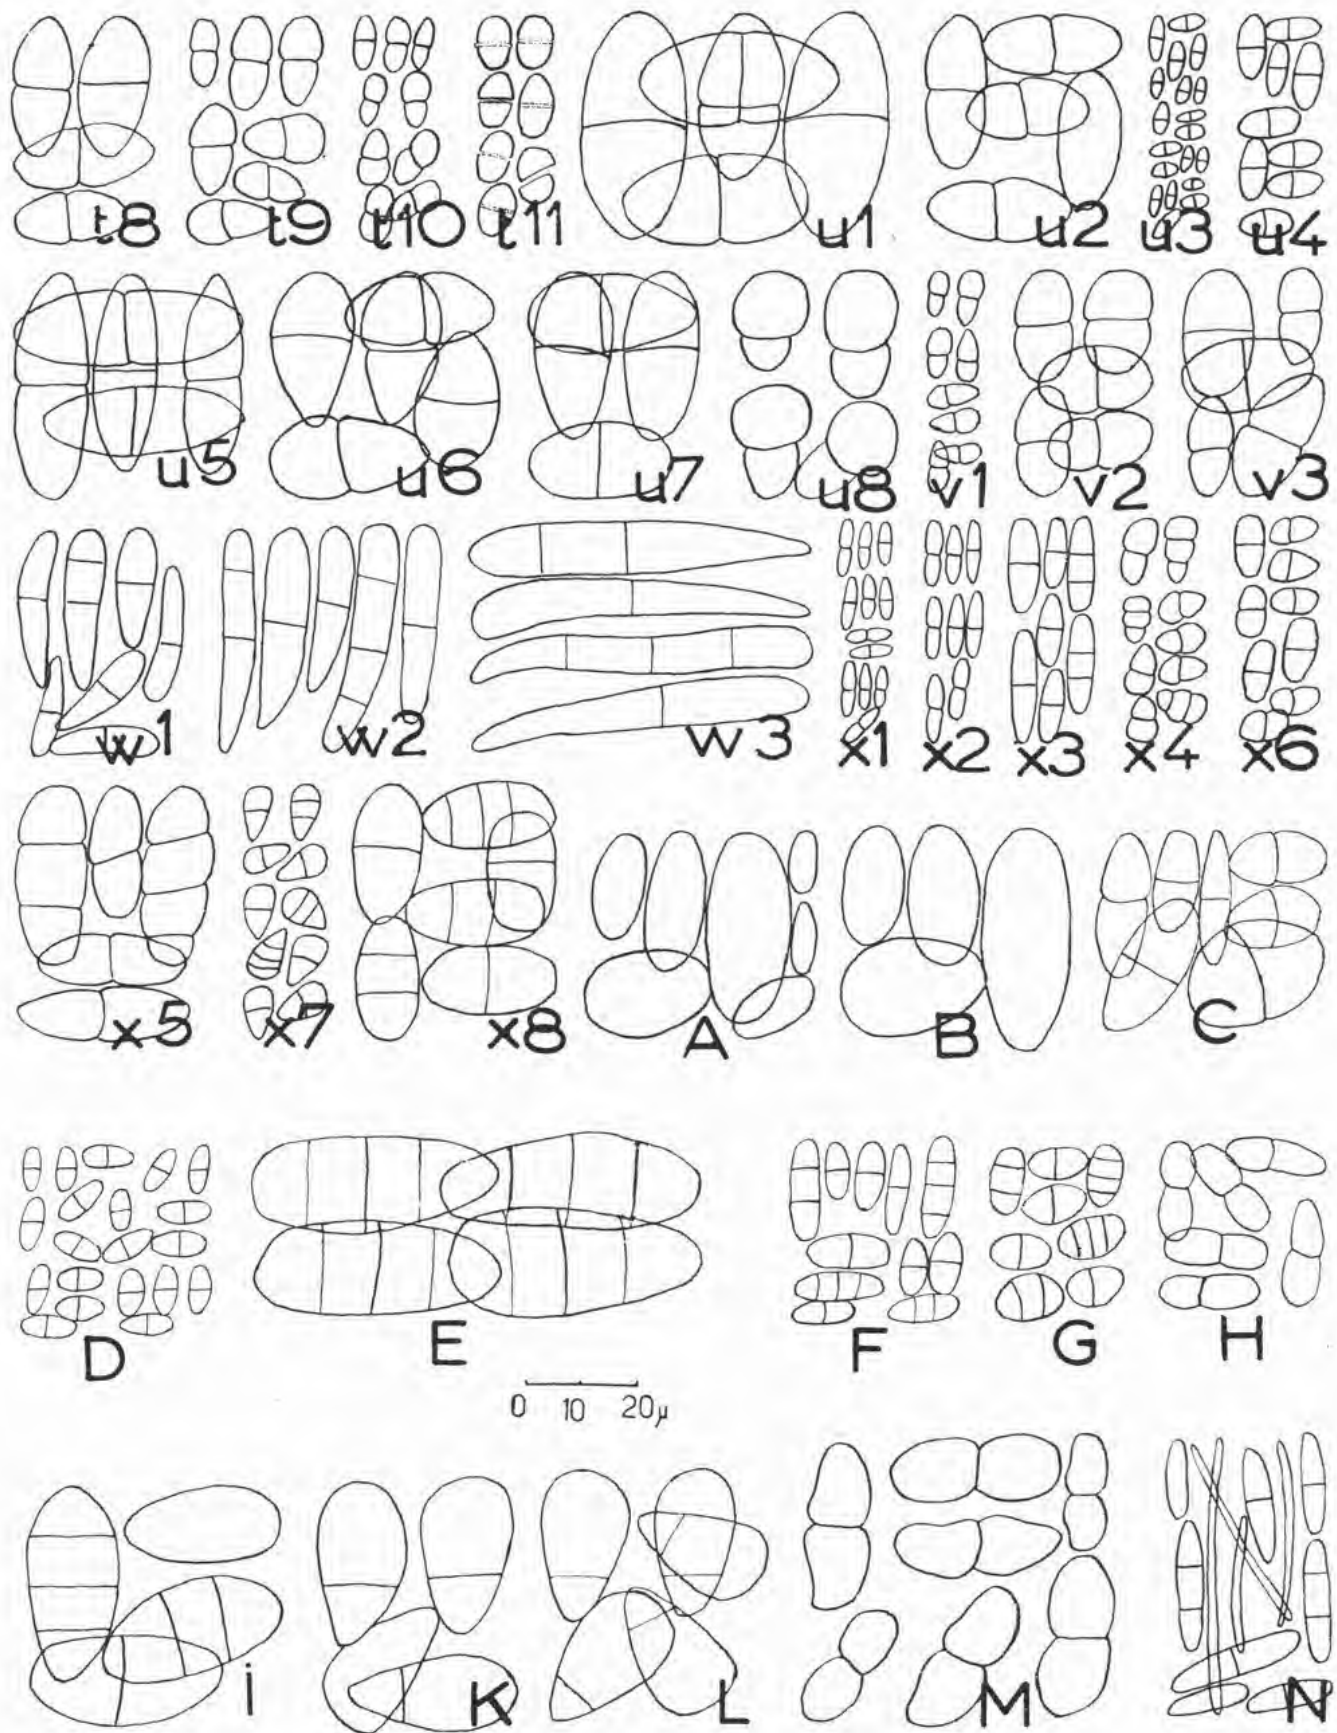 t8 t9 t10 t11 u1 u2 u3 u4
u5 u6 u7 u8 v1 v2 v3
w1 w2 w3 x1 x2 x3 x4 x6
x5 x7 x8 A B C
D E F G H
0 10 20μ
i K L M N